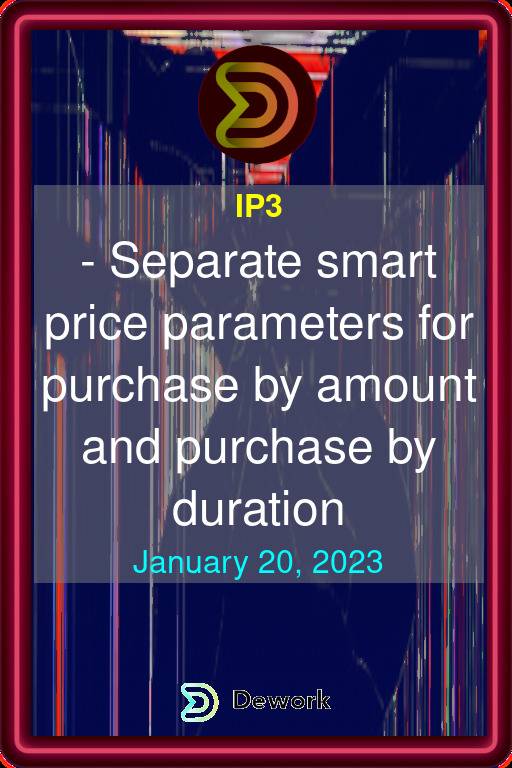 IP3
- Separate smart
price parameters for
purchase by amount
and purchase by
duration
January 20, 2023
Dework